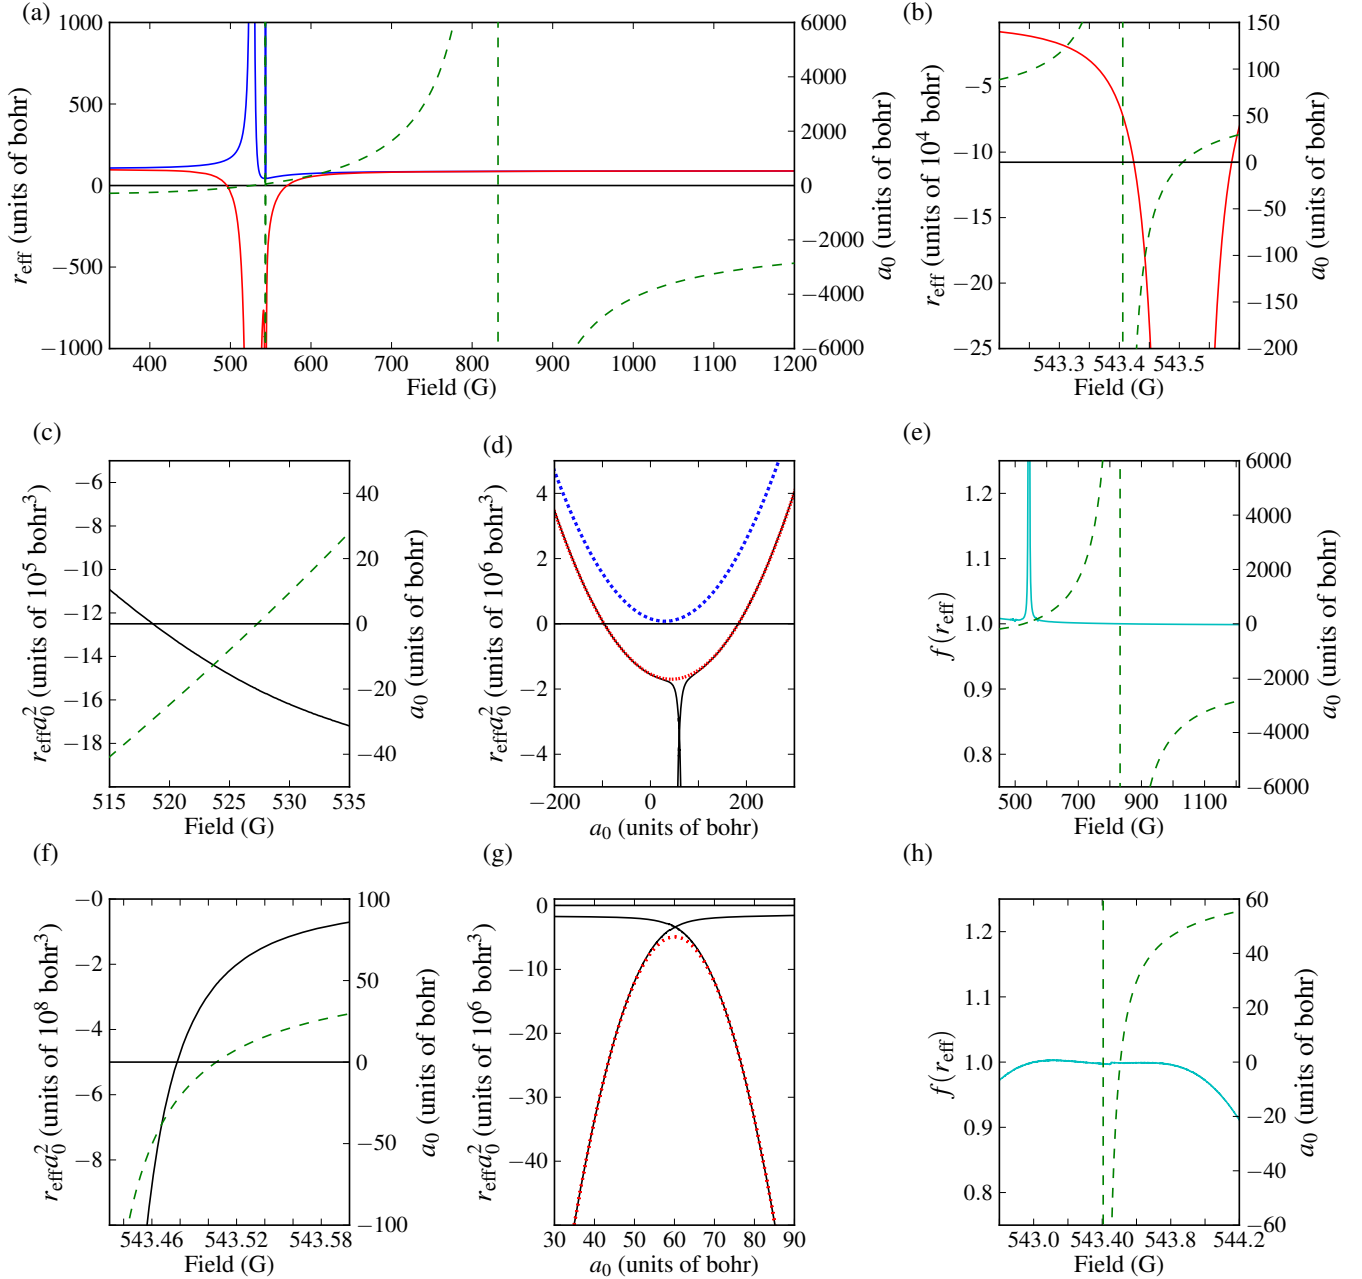 (a)
1000
500
0
−500
−1000
r_eff (units of bohr)
6000
4000
2000
0
−2000
−4000
−6000
a_0 (units of bohr)
400 500 600 700 800 900 1000 1100 1200
Field (G)
(b)
−5
−10
−15
−20
−25
r_eff (units of 10^4 bohr)
150
100
50
0
−50
−100
−150
−200
a_0 (units of bohr)
543.3 543.4 543.5
Field (G)
(c)
−6
−8
−10
−12
−14
−16
−18
r_eff a_0^2 (units of 10^5 bohr^3)
40
20
0
−20
−40
a_0 (units of bohr)
515 520 525 530 535
Field (G)
(d)
4
2
0
−2
−4
r_eff a_0^2 (units of 10^6 bohr^3)
−200 0 200
a_0 (units of bohr)
(e)
1.2
1.1
1.0
0.9
0.8
f(r_eff)
6000
4000
2000
0
−2000
−4000
−6000
a_0 (units of bohr)
500 700 900 1100
Field (G)
(f)
−0
−2
−4
−6
−8
r_eff a_0^2 (units of 10^8 bohr^3)
100
50
0
−50
−100
a_0 (units of bohr)
543.46 543.52 543.58
Field (G)
(g)
0
−10
−20
−30
−40
r_eff a_0^2 (units of 10^6 bohr^3)
30 40 50 60 70 80 90
a_0 (units of bohr)
(h)
1.2
1.1
1.0
0.9
0.8
f(r_eff)
60
40
20
0
−20
−40
−60
a_0 (units of bohr)
543.0 543.40 543.8 544.2
Field (G)